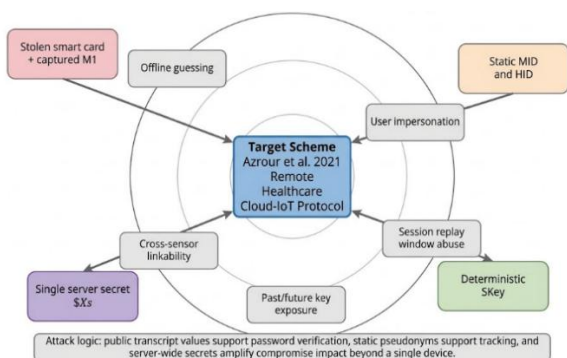 Stolen smart card
+ captured M1
Offline guessing
Static MID
and HID
User impersonation
Target Scheme
Azrour et al. 2021
Remote
Healthcare
Cloud-IoT Protocol
Cross-sensor
linkability
Session replay
window abuse
Single server secret
$Xs
Past/future key
exposure
Deterministic
SKey
Attack logic: public transcript values support password verification, static pseudonyms support tracking, and
server-wide secrets amplify compromise impact beyond a single device.